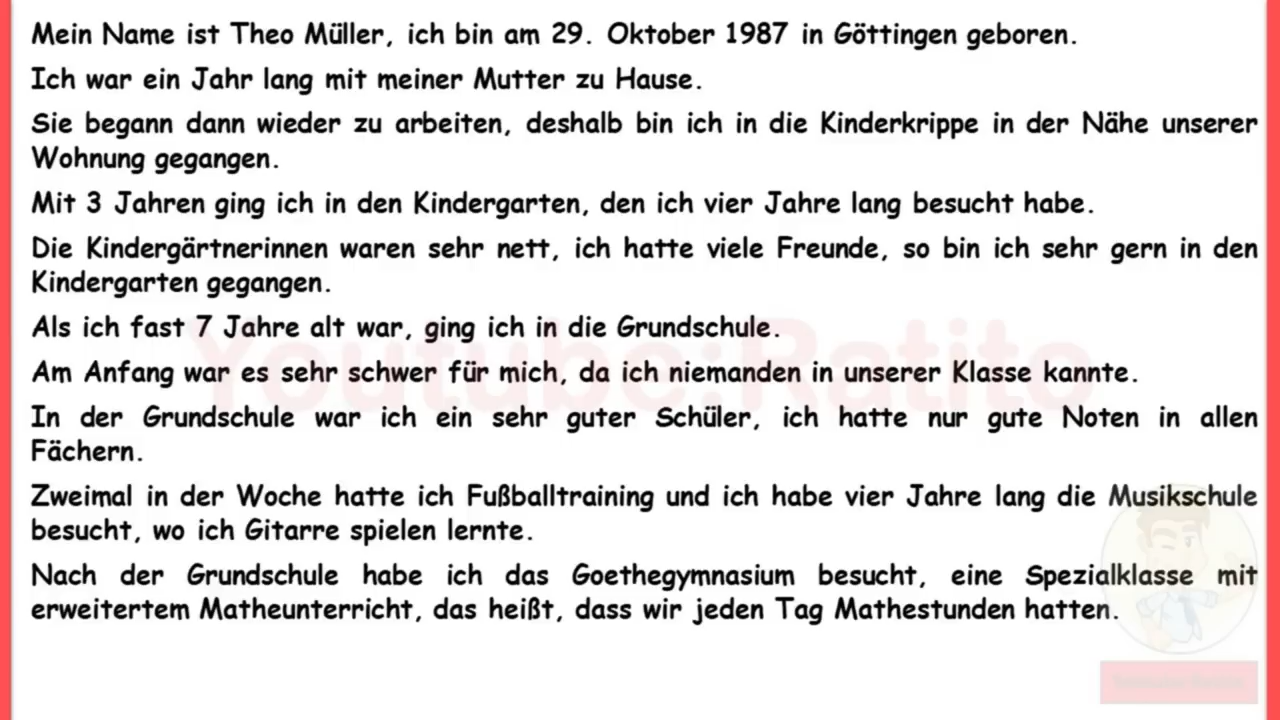 Mein Name ist Theo Müller, ich bin am 29. Oktober 1987 in Göttingen geboren.
Ich war ein Jahr lang mit meiner Mutter zu Hause.
Sie begann dann wieder zu arbeiten, deshalb bin ich in die Kinderkrippe in der Nähe unserer
Wohnung gegangen.
Mit 3 Jahren ging ich in den Kindergarten, den ich vier Jahre lang besucht habe.
Die Kindergärtnerinnen waren sehr nett, ich hatte viele Freunde, so bin ich sehr gern in den
Kindergarten gegangen.
Als ich fast 7 Jahre alt war, ging ich in die Grundschule.
Youtube:Ratito
Am Anfang war es sehr schwer für mich, da ich niemanden in unserer Klasse kannte.
In der Grundschule war ich ein sehr guter Schüler, ich hatte nur gute Noten in allen
Fächern.
Zweimal in der Woche hatte ich Fußballtraining und ich habe vier Jahre lang die Musikschule
besucht, wo ich Gitarre spielen lernte.
Nach der Grundschule habe ich das Goethegymnasium besucht, eine Spezialklasse mit
erweitertem Matheunterricht, das heißt, dass wir jeden Tag Mathestunden hatten.